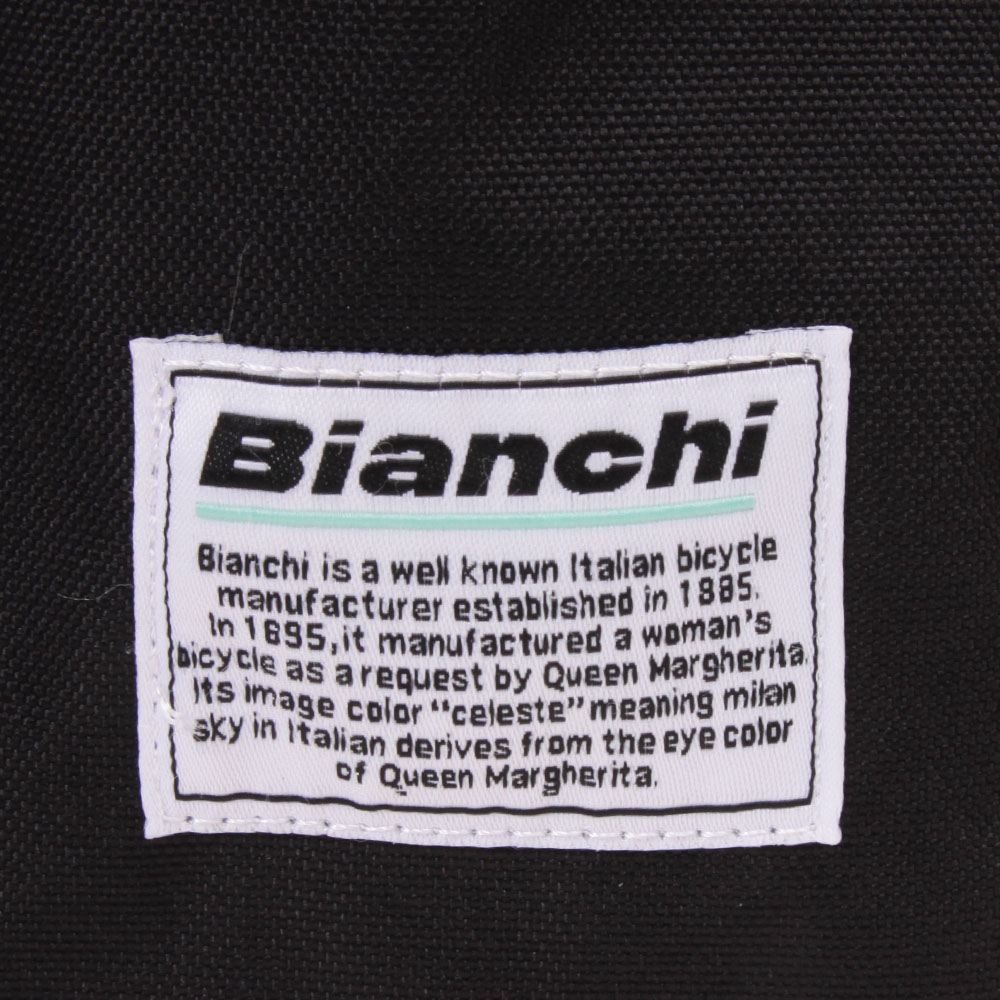 Bianchi
Bianchi is a well known Italian bicycle
manufacturer established in 1885.
In 1895, it manufactured a woman's
bicycle as a request by Queen Margherita.
Its image color "celeste" meaning milan
sky in Italian derives from the eye color
of Queen Margherita.